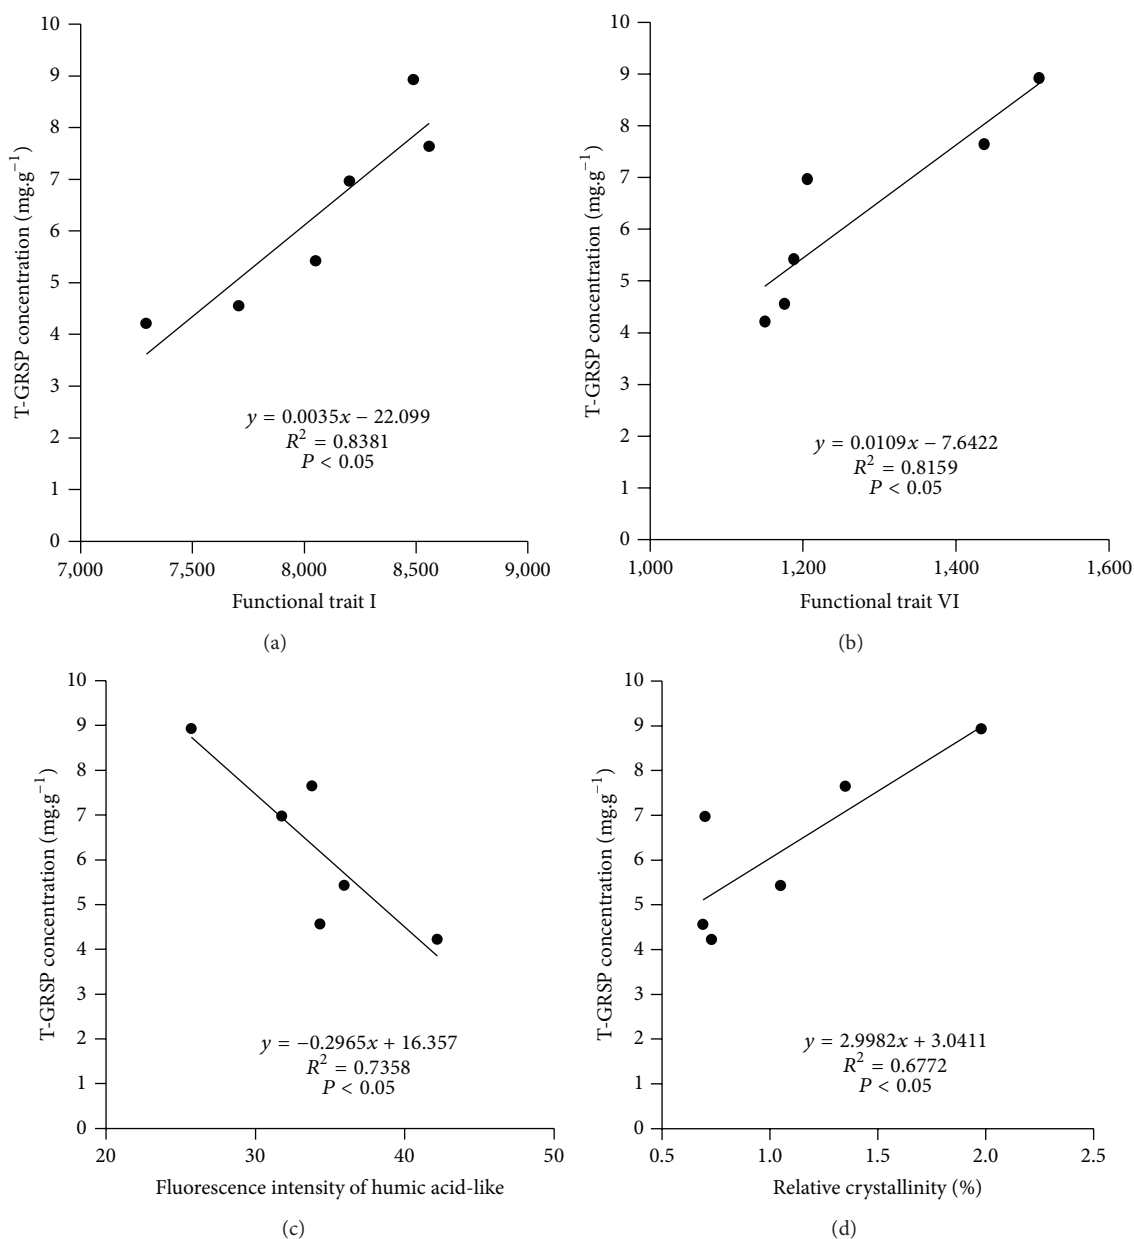 10
9
8
7
6
5
4
3
2
1
0
T-GRSP concentration (mg.g⁻¹)
y = 0.0035x − 22.099
R² = 0.8381
P < 0.05
7,000 7,500 8,000 8,500 9,000
Functional trait I
(a)
10
9
8
7
6
5
4
3
2
1
0
T-GRSP concentration (mg.g⁻¹)
y = 0.0109x − 7.6422
R² = 0.8159
P < 0.05
1,000 1,200 1,400 1,600
Functional trait VI
(b)
10
9
8
7
6
5
4
3
2
1
0
T-GRSP concentration (mg.g⁻¹)
y = −0.2965x + 16.357
R² = 0.7358
P < 0.05
20 30 40 50
Fluorescence intensity of humic acid-like
(c)
10
9
8
7
6
5
4
3
2
1
0
T-GRSP concentration (mg.g⁻¹)
y = 2.9982x + 3.0411
R² = 0.6772
P < 0.05
0.5 1.0 1.5 2.0 2.5
Relative crystallinity (%)
(d)